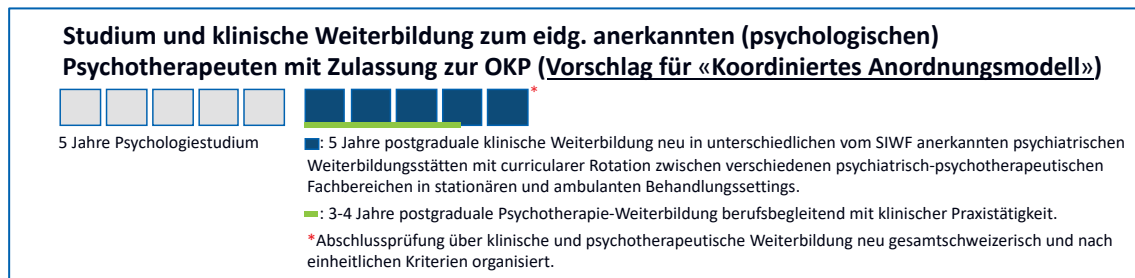 Studium und klinische Weiterbildung zum eidg. anerkannten (psychologischen)
Psychotherapeuten mit Zulassung zur OKP (Vorschlag für «Koordiniertes Anordnungsmodell»)
*
5 Jahre Psychologiestudium
: 5 Jahre postgraduale klinische Weiterbildung neu in unterschiedlichen vom SIWF anerkannten psychiatrischen
Weiterbildungsstätten mit curricularer Rotation zwischen verschiedenen psychiatrisch-psychotherapeutischen
Fachbereichen in stationären und ambulanten Behandlungssettings.
: 3-4 Jahre postgraduale Psychotherapie-Weiterbildung berufsbegleitend mit klinischer Praxistätigkeit.
*Abschlussprüfung über klinische und psychotherapeutische Weiterbildung neu gesamtschweizerisch und nach
einheitlichen Kriterien organisiert.